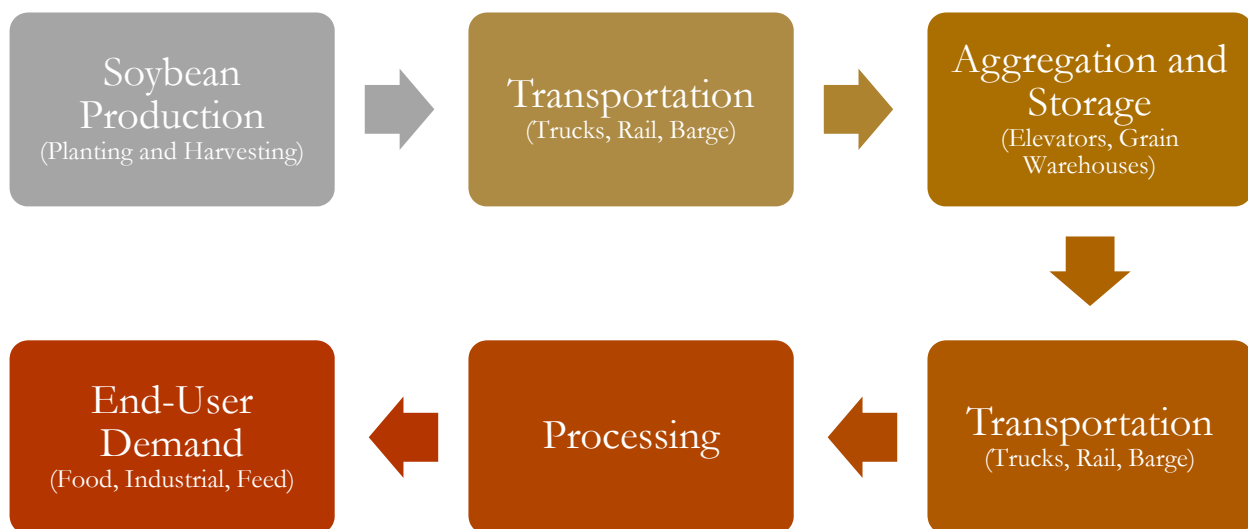 Soybean
Production
(Planting and Harvesting)
Transportation
(Trucks, Rail, Barge)
Aggregation and
Storage
(Elevators, Grain
Warehouses)
Transportation
(Trucks, Rail, Barge)
Processing
End-User
Demand
(Food, Industrial, Feed)